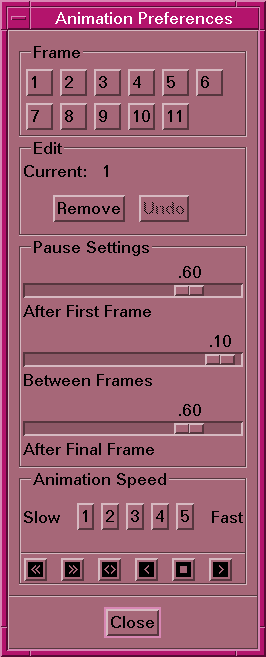 Animation Preferences
Frame
1 2 3 4 5 6
7 8 9 10 11
Edit
Current: 1
Remove Undo
Pause Settings
.60
After First Frame
.10
Between Frames
.60
After Final Frame
Animation Speed
Slow 1 2 3 4 5 Fast
Close